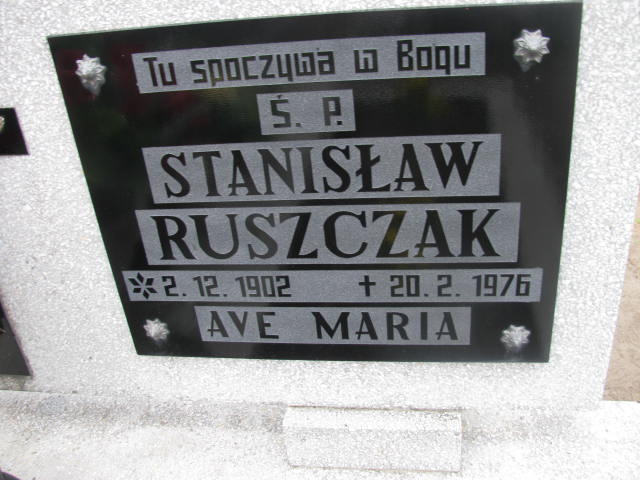 Tu spoczywa w Bogu
Ś. P.
STANISŁAW
RUSZCZAK
* 2. 12. 1902 † 20. 2. 1976
AVE MARIA